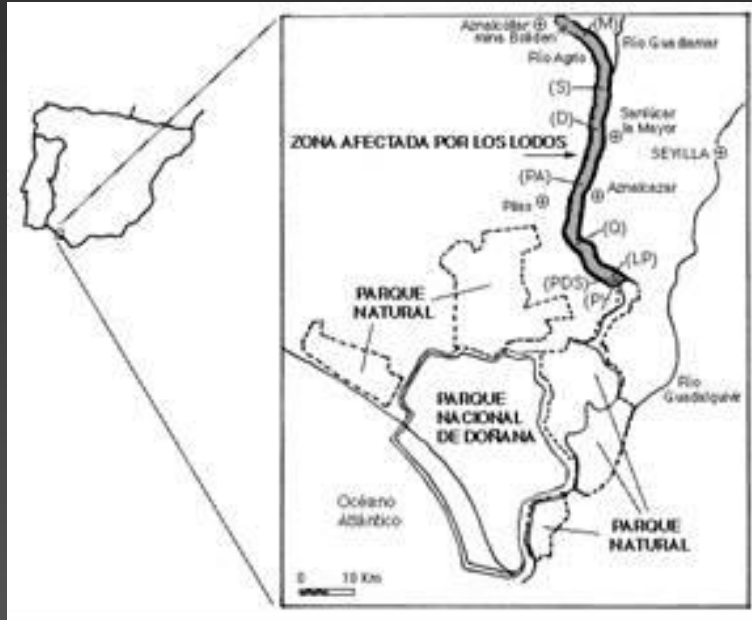 Aznalcóllar
mina Boliden
(M)
Río Guadiamar
Río Agrio
(S)
(D)
Sanlúcar
la Mayor
ZONA AFECTADA POR LOS LODOS
SEVILLA
(PA)
Aznalcazar
Pilas
(Q)
(LP)
(PDS)
(P)
PARQUE
NATURAL
PARQUE
NACIONAL
DE DOÑANA
Río
Guadalquivir
Océano
Atlántico
PARQUE
NATURAL
0 10 Km